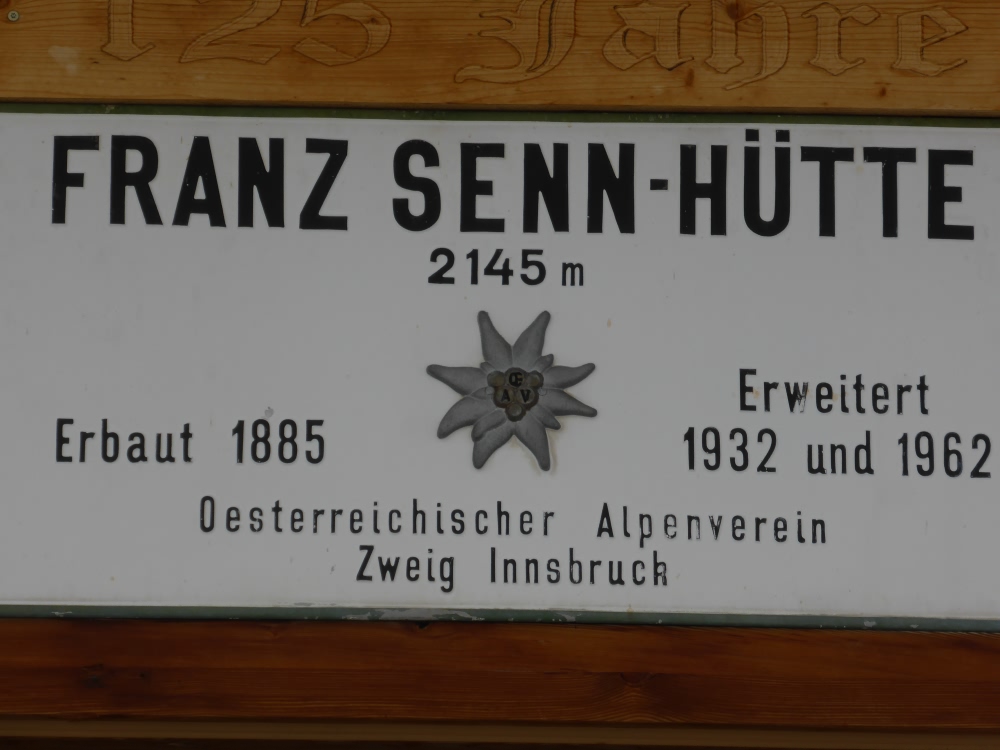 125 Jahre
FRANZ SENN-HÜTTE
2145 m
Œ
A V
Erbaut 1885
Erweitert
1932 und 1962
Oesterreichischer Alpenverein
Zweig Innsbruck